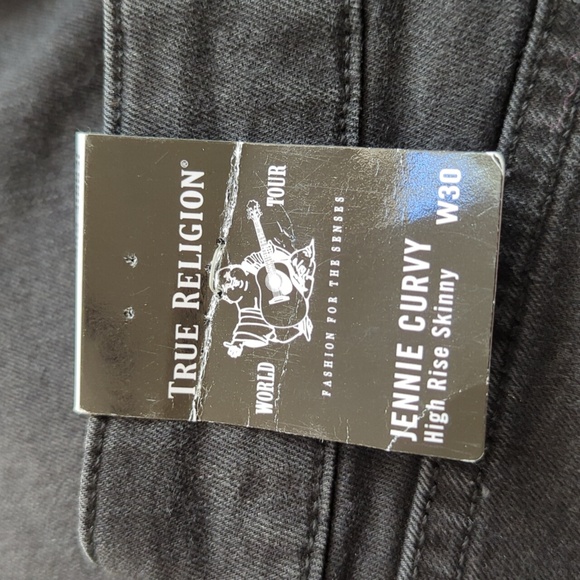 TRUE RELIGION®
WORLD TOUR
FASHION FOR THE SENSES
JENNIE CURVY W30
High Rise Skinny